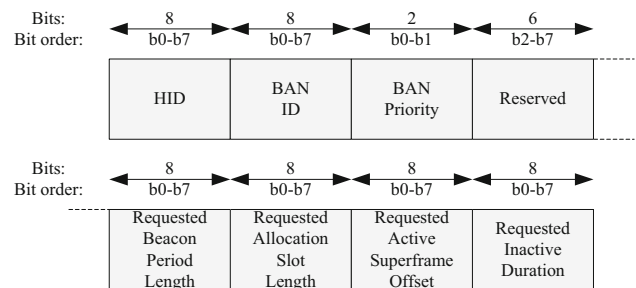 Bits: 8 8 2 6
Bit order: b0-b7 b0-b7 b0-b1 b2-b7
HID BAN ID BAN Priority Reserved
Bits: 8 8 8 8
Bit order: b0-b7 b0-b7 b0-b7 b0-b7
Requested Beacon Period Length Requested Allocation Slot Length Requested Active Superframe Offset Requested Inactive Duration